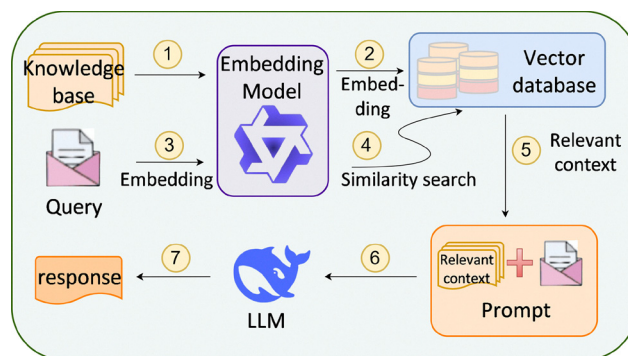 1
Knowledge
base
Embedding
Model
2
Embed-
ding
Vector
database
3
Embedding
Query
4
Similarity search
5
Relevant
context
Relevant
context
Prompt
6
LLM
7
response